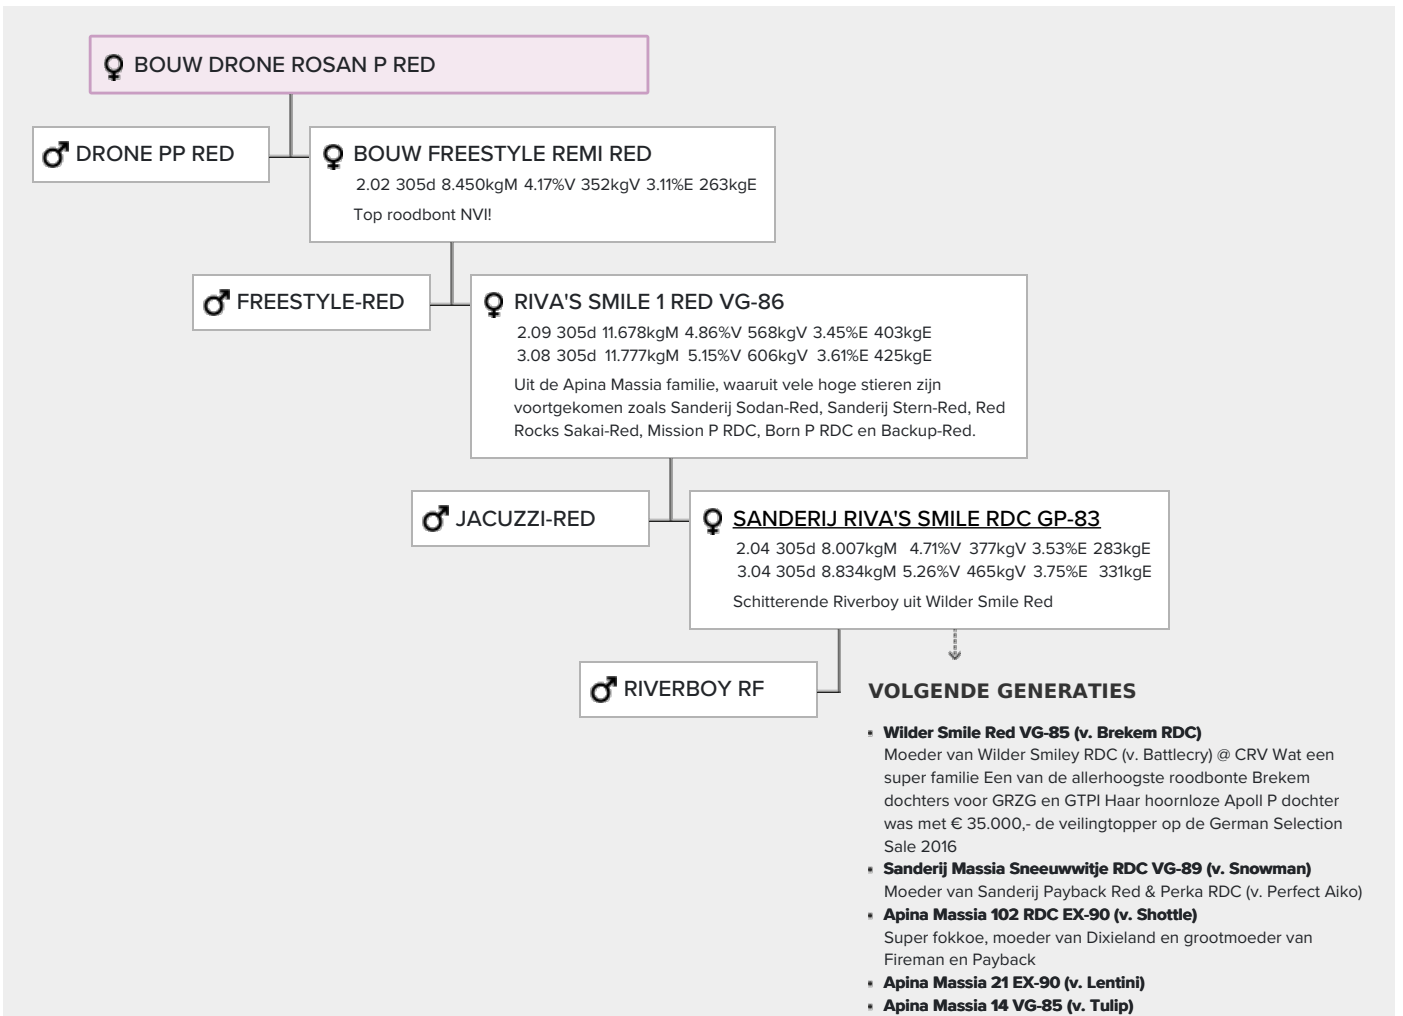 BOUW DRONE ROSAN P RED
DRONE PP RED
BOUW FREESTYLE REMI RED
2.02 305d 8.450kgM 4.17%V 352kgV 3.11%E 263kgE
Top roodbont NVI!
FREESTYLE-RED
RIVA'S SMILE 1 RED VG-86
2.09 305d 11.678kgM 4.86%V 568kgV 3.45%E 403kgE
3.08 305d 11.777kgM 5.15%V 606kgV 3.61%E 425kgE
Uit de Apina Massia familie, waaruit vele hoge stieren zijn
voortgekomen zoals Sanderij Sodan-Red, Sanderij Stern-Red, Red
Rocks Sakai-Red, Mission P RDC, Born P RDC en Backup-Red.
JACUZZI-RED
SANDERIJ RIVA'S SMILE RDC GP-83
2.04 305d 8.007kgM 4.71%V 377kgV 3.53%E 283kgE
3.04 305d 8.834kgM 5.26%V 465kgV 3.75%E 331kgE
Schitterende Riverboy uit Wilder Smile Red
RIVERBOY RF
VOLGENDE GENERATIES
Wilder Smile Red VG-85 (v. Brekem RDC)
Moeder van Wilder Smiley RDC (v. Battlecry) @ CRV Wat een
super familie Een van de allerhoogste roodbonte Brekem
dochters voor GRZG en GTPI Haar hoornloze Apoll P dochter
was met € 35.000,- de veilingtopper op de German Selection
Sale 2016
Sanderij Massia Sneeuwwitje RDC VG-89 (v. Snowman)
Moeder van Sanderij Payback Red & Perka RDC (v. Perfect Aiko)
Apina Massia 102 RDC EX-90 (v. Shottle)
Super fokkoe, moeder van Dixieland en grootmoeder van
Fireman en Payback
Apina Massia 21 EX-90 (v. Lentini)
Apina Massia 14 VG-85 (v. Tulip)